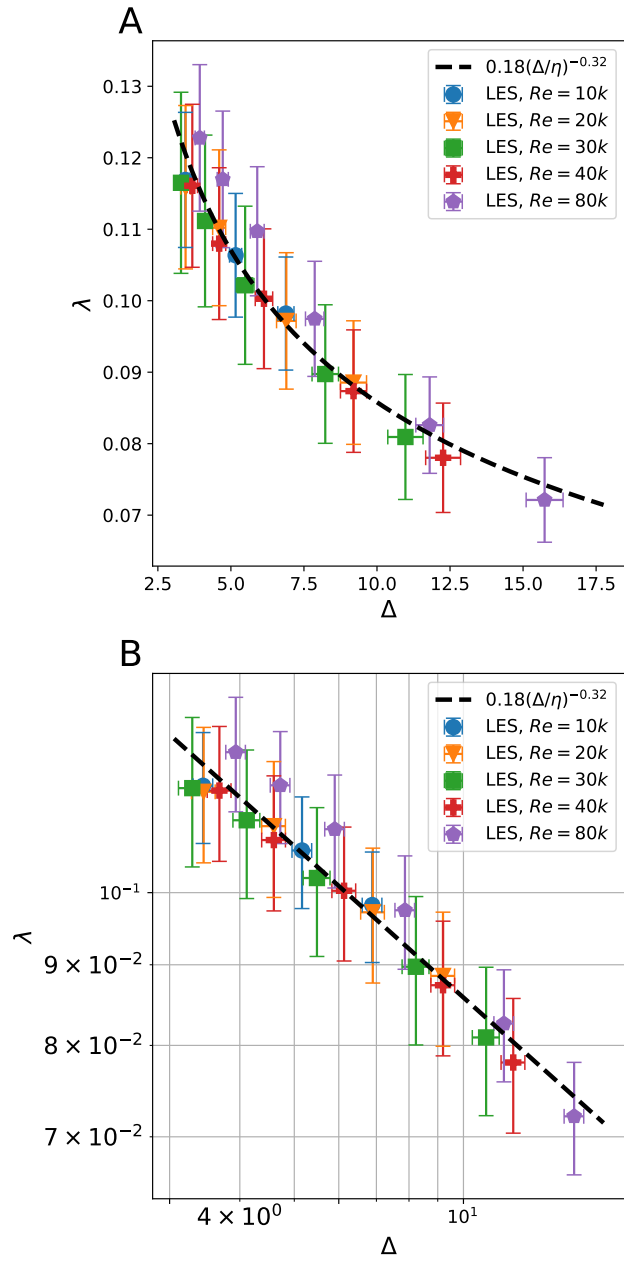 A
0.13
0.12
0.11
0.10
0.09
0.08
0.07
λ
2.5 5.0 7.5 10.0 12.5 15.0 17.5
Δ
0.18(Δ/η)^−0.32
LES, Re = 10k
LES, Re = 20k
LES, Re = 30k
LES, Re = 40k
LES, Re = 80k
B
10^−1
9 × 10^−2
8 × 10^−2
7 × 10^−2
λ
4 × 10^0 10^1
Δ
0.18(Δ/η)^−0.32
LES, Re = 10k
LES, Re = 20k
LES, Re = 30k
LES, Re = 40k
LES, Re = 80k